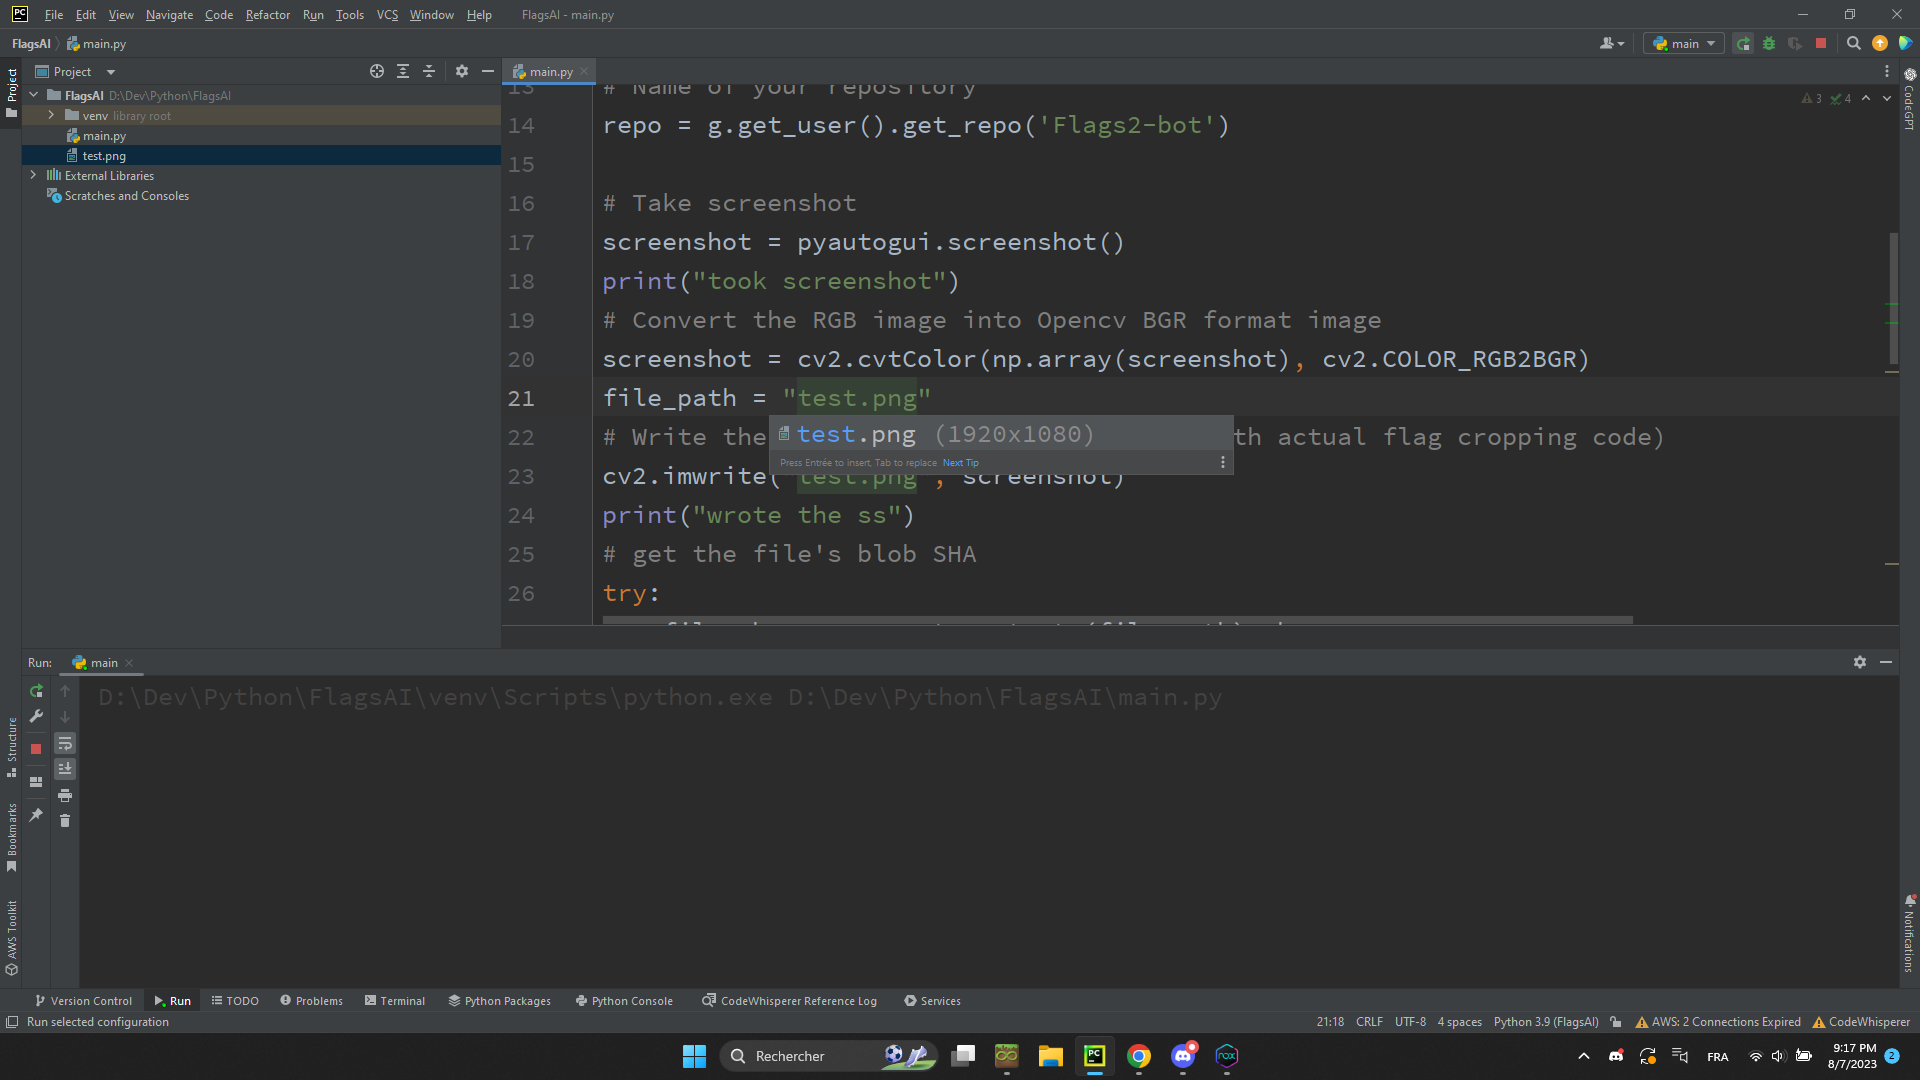 File Edit View Navigate Code Refactor Run Tools VCS Window Help FlagsAI - main.py
FlagsAI main.py main
Project
main.py
FlagsAI D:\Dev\Python\FlagsAI
venv library root
main.py
test.png
External Libraries
Scratches and Consoles
Project
Structure
Bookmarks
AWS Toolkit
13 # Name of your repository
14 repo = g.get_user().get_repo('Flags2-bot')
15
16 # Take screenshot
17 screenshot = pyautogui.screenshot()
18 print("took screenshot")
19 # Convert the RGB image into Opencv BGR format image
20 screenshot = cv2.cvtColor(np.array(screenshot), cv2.COLOR_RGB2BGR)
21 file_path = "test.png"
test.png (1920x1080)
Press Entrée to insert, Tab to replace Next Tip
22 # Write the th actual flag cropping code)
23 cv2.imwrite( test.png , screenshot)
24 print("wrote the ss")
25 # get the file's blob SHA
26 try:
3 4
CodeGPT
Notifications
Run: main
D:\Dev\Python\FlagsAI\venv\Scripts\python.exe D:\Dev\Python\FlagsAI\main.py
Version Control Run TODO Problems Terminal Python Packages Python Console CodeWhisperer Reference Log Services
Run selected configuration 21:18 CRLF UTF-8 4 spaces Python 3.9 (FlagsAI) AWS: 2 Connections Expired CodeWhisperer
Rechercher FRA 9:17 PM
8/7/2023 2